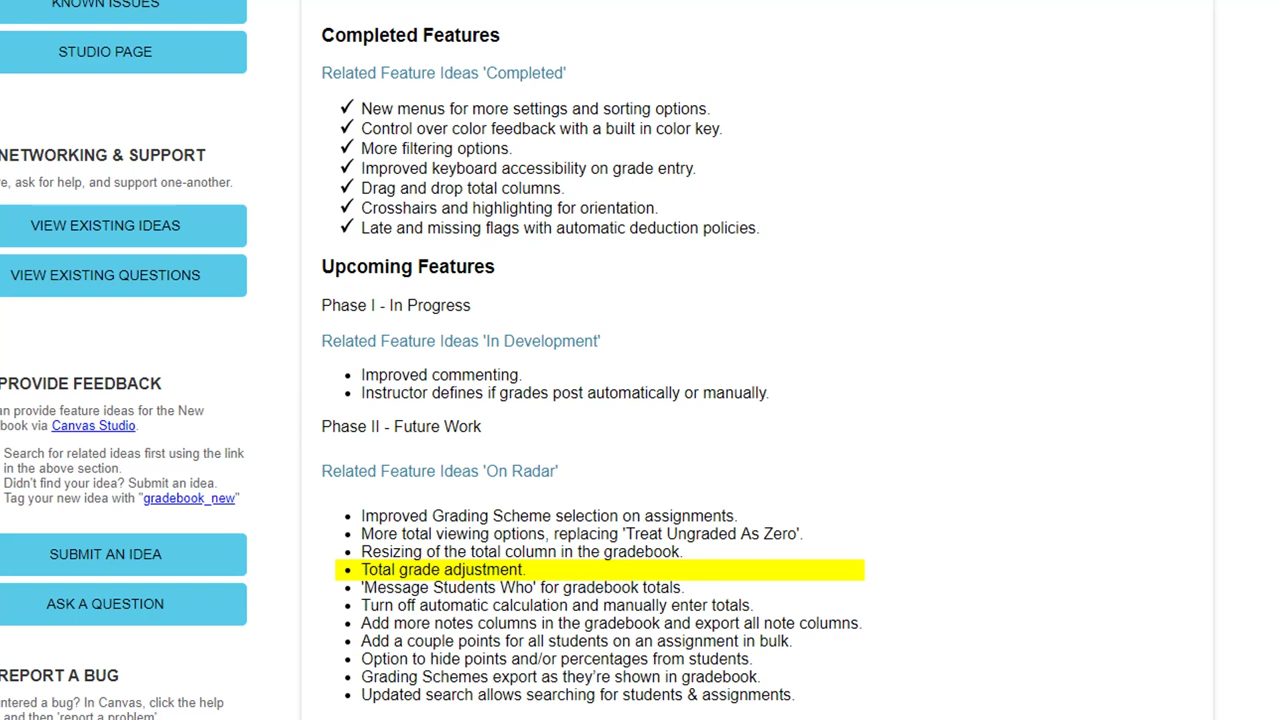 KNOWN ISSUES
STUDIO PAGE
NETWORKING & SUPPORT
re, ask for help, and support one-another.
VIEW EXISTING IDEAS
VIEW EXISTING QUESTIONS
PROVIDE FEEDBACK
an provide feature ideas for the New
book via Canvas Studio.
Search for related ideas first using the link
in the above section.
Didn't find your idea? Submit an idea.
Tag your new idea with "gradebook_new"
SUBMIT AN IDEA
ASK A QUESTION
REPORT A BUG
ntered a bug? In Canvas, click the help
and then 'report a problem'
Completed Features
Related Feature Ideas 'Completed'
✓ New menus for more settings and sorting options.
✓ Control over color feedback with a built in color key.
✓ More filtering options.
✓ Improved keyboard accessibility on grade entry.
✓ Drag and drop total columns.
✓ Crosshairs and highlighting for orientation.
✓ Late and missing flags with automatic deduction policies.
Upcoming Features
Phase I - In Progress
Related Feature Ideas 'In Development'
• Improved commenting.
• Instructor defines if grades post automatically or manually.
Phase II - Future Work
Related Feature Ideas 'On Radar'
• Improved Grading Scheme selection on assignments.
• More total viewing options, replacing 'Treat Ungraded As Zero'.
• Resizing of the total column in the gradebook.
• Total grade adjustment.
• 'Message Students Who' for gradebook totals.
• Turn off automatic calculation and manually enter totals.
• Add more notes columns in the gradebook and export all note columns.
• Add a couple points for all students on an assignment in bulk.
• Option to hide points and/or percentages from students.
• Grading Schemes export as they're shown in gradebook.
• Updated search allows searching for students & assignments.